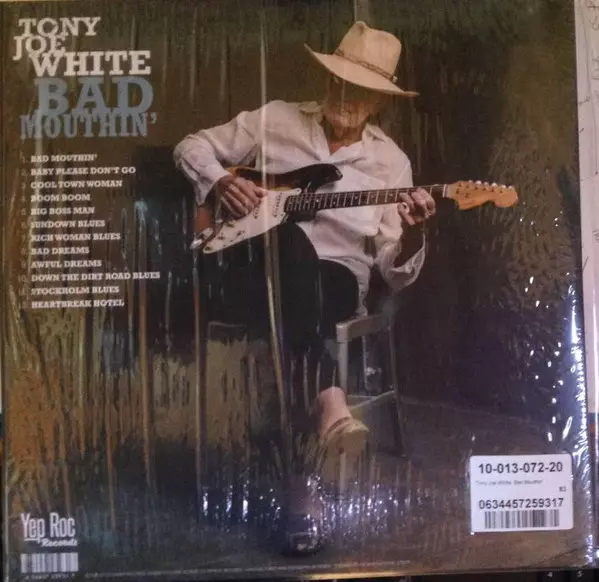 TONY
JOE
WHITE
BAD
MOUTHIN'
1. BAD MOUTHIN'
2. BABY PLEASE DON'T GO
3. COOL TOWN WOMAN
4. BOOM BOOM
5. BIG BOSS MAN
6. SUNDOWN BLUES
7. RICH WOMAN BLUES
8. BAD DREAMS
9. AWFUL DREAMS
10. DOWN THE DIRT ROAD BLUES
11. STOCKHOLM BLUES
12. HEARTBREAK HOTEL
10-013-072-20
Tony Joe White, Bad Mouthin'
0634457259317
Yep Roc
Records
4
5